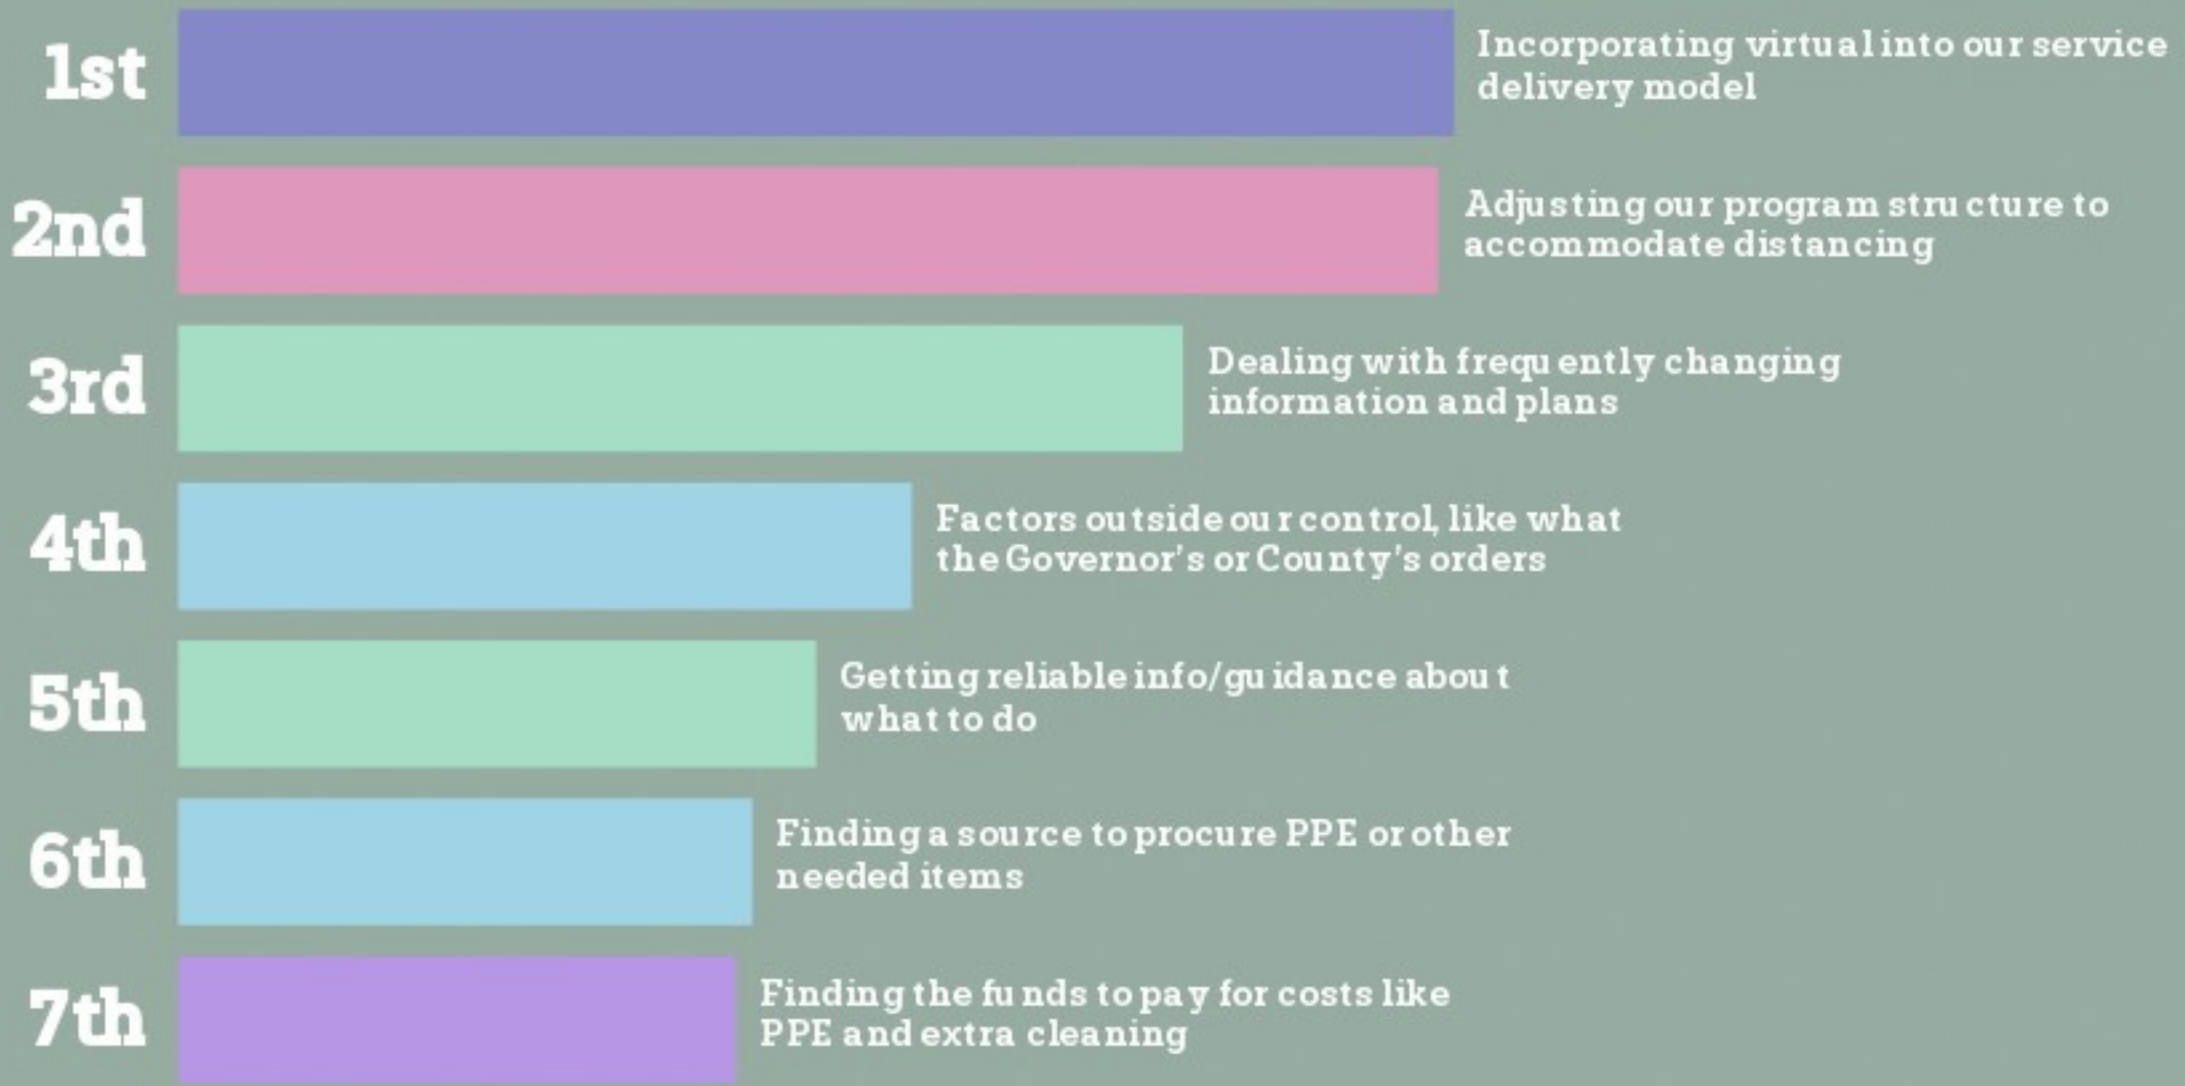 1st
Incorporating virtual into our service
delivery model
2nd
Adjusting our program structure to
accommodate distancing
3rd
Dealing with frequently changing
information and plans
4th
Factors outside our control, like what
the Governor's or County's orders
5th
Getting reliable info/guidance about
what to do
6th
Finding a source to procure PPE or other
needed items
7th
Finding the funds to pay for costs like
PPE and extra cleaning